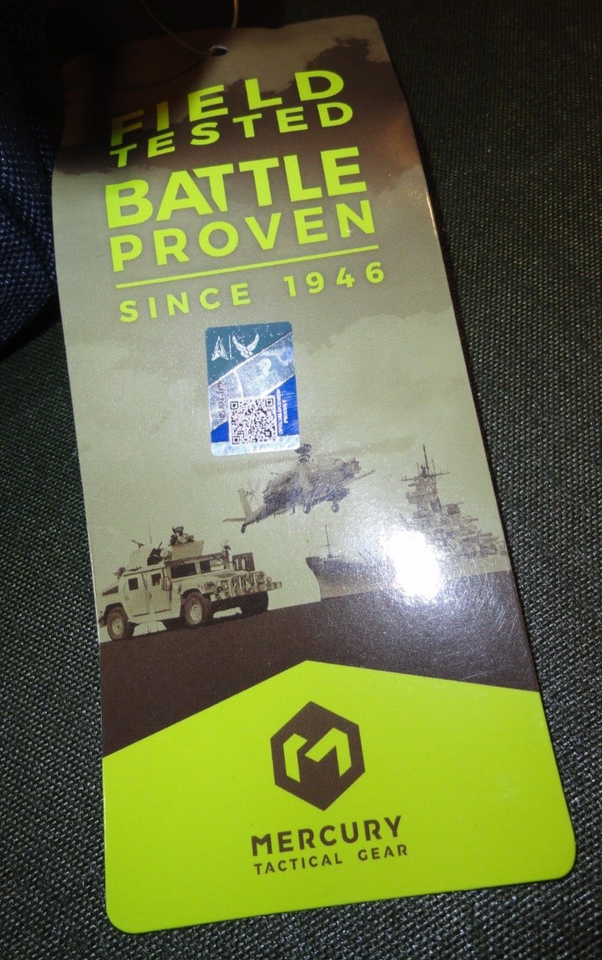 FIELD
TESTED
BATTLE
PROVEN
SINCE 1946
MERCURY
TACTICAL GEAR